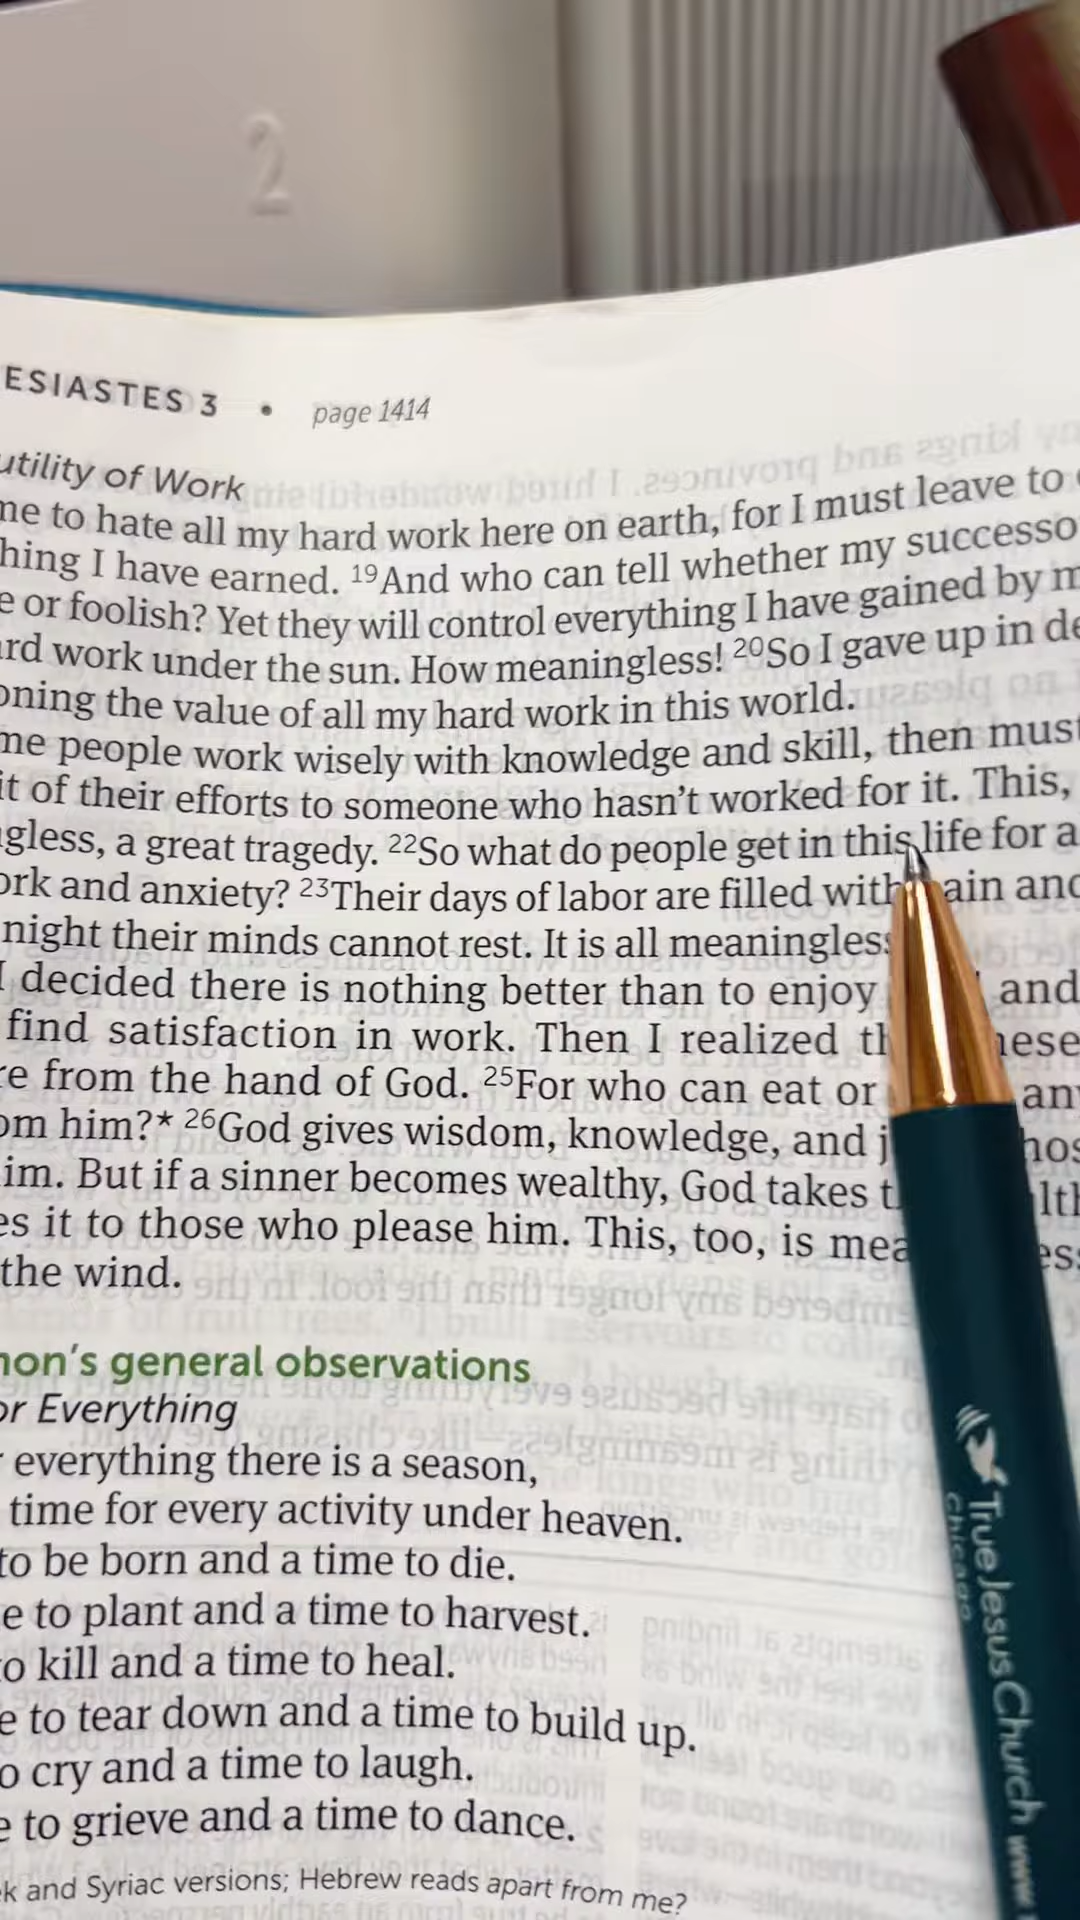 2
ESIASTES 3 • page 1414
utility of Work
me to hate all my hard work here on earth, for I must leave to
hing I have earned. 19And who can tell whether my successo
e or foolish? Yet they will control everything I have gained by m
ard work under the sun. How meaningless! 20So I gave up in de
oning the value of all my hard work in this world.
me people work wisely with knowledge and skill, then must
it of their efforts to someone who hasn't worked for it. This,
gless, a great tragedy. 22So what do people get in this life for a
ork and anxiety? 23Their days of labor are filled with ain and
night their minds cannot rest. It is all meaningless
I decided there is nothing better than to enjoy and
find satisfaction in work. Then I realized th hese
re from the hand of God. 25For who can eat or any
om him?* 26God gives wisdom, knowledge, and j hos
im. But if a sinner becomes wealthy, God takes t lth
es it to those who please him. This, too, is mea ess
the wind.
mon's general observations
or Everything
everything there is a season,
time for every activity under heaven.
to be born and a time to die.
e to plant and a time to harvest.
to kill and a time to heal.
e to tear down and a time to build up.
o cry and a time to laugh.
e to grieve and a time to dance.
ek and Syriac versions; Hebrew reads apart from me?
True Jesus Church www.
Chicago